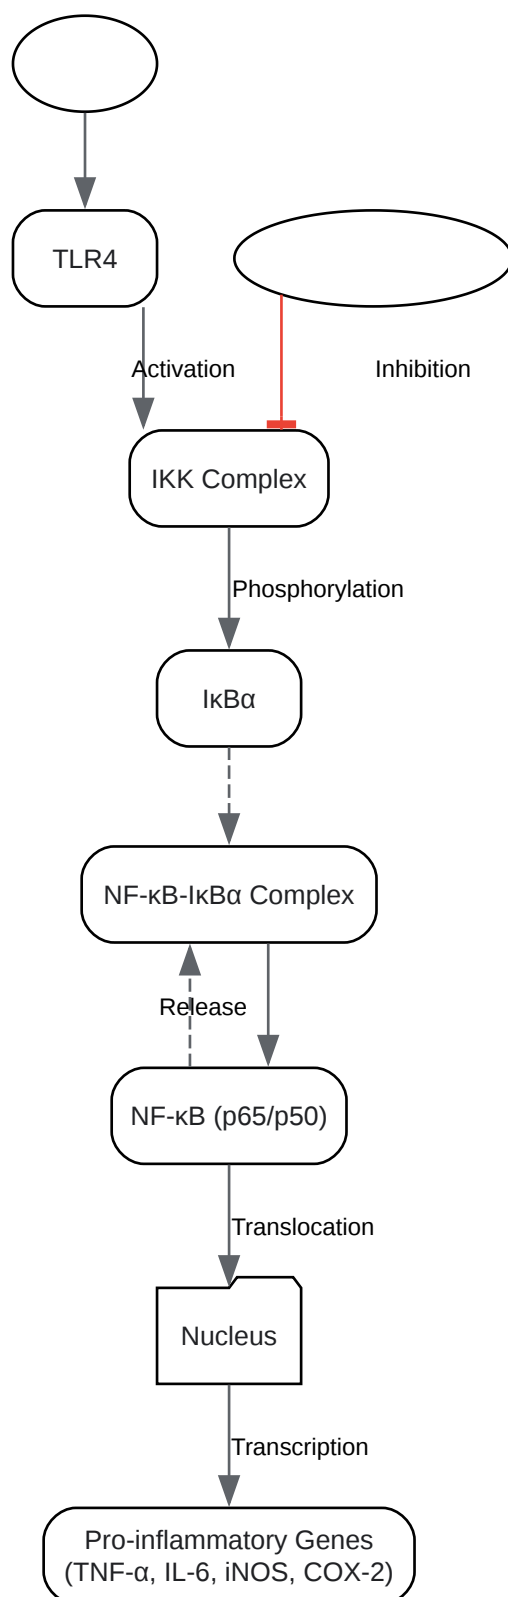 TLR4
Activation
Inhibition
IKK Complex
Phosphorylation
IκBα
NF-κB-IκBα Complex
Release
NF-κB (p65/p50)
Translocation
Nucleus
Transcription
Pro-inflammatory Genes
(TNF-α, IL-6, iNOS, COX-2)